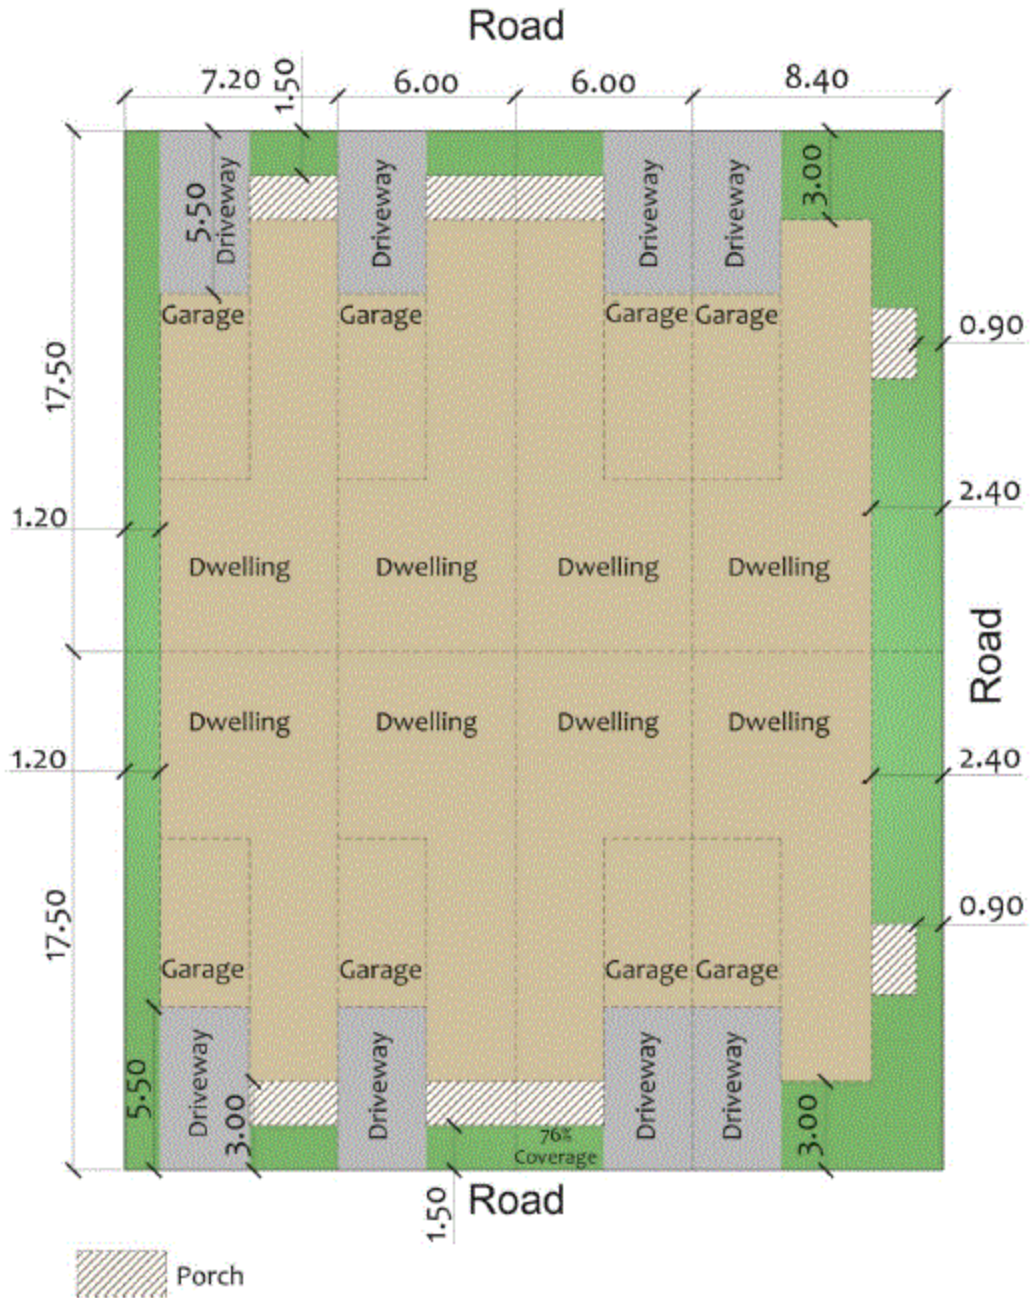 Road
7.20
1.50
6.00
6.00
8.40
5.50
Driveway
Driveway
Driveway
Driveway
3.00
Garage
Garage
Garage
Garage
0.90
17.50
2.40
1.20
Dwelling
Dwelling
Dwelling
Dwelling
Road
Dwelling
Dwelling
Dwelling
Dwelling
1.20
2.40
17.50
0.90
Garage
Garage
Garage
Garage
5.50
Driveway
3.00
Driveway
Driveway
Driveway
3.00
76%
Coverage
1.50
Road
Porch